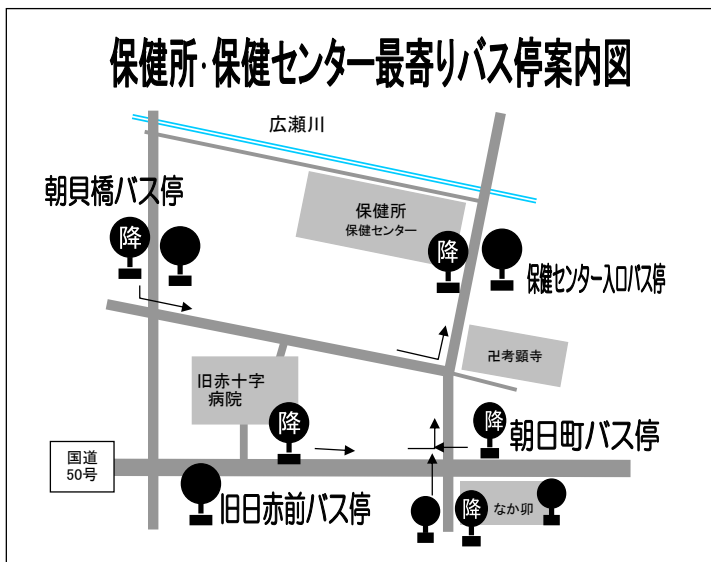 保健所・保健センター最寄りバス停案内図
広瀬川
朝貝橋バス停
降
保健所
保健センター
降
保健センター入口バス停
卍考顕寺
旧赤十字
病院
降
降
朝日町バス停
国道
50号
旧日赤前バス停
降
なか卯